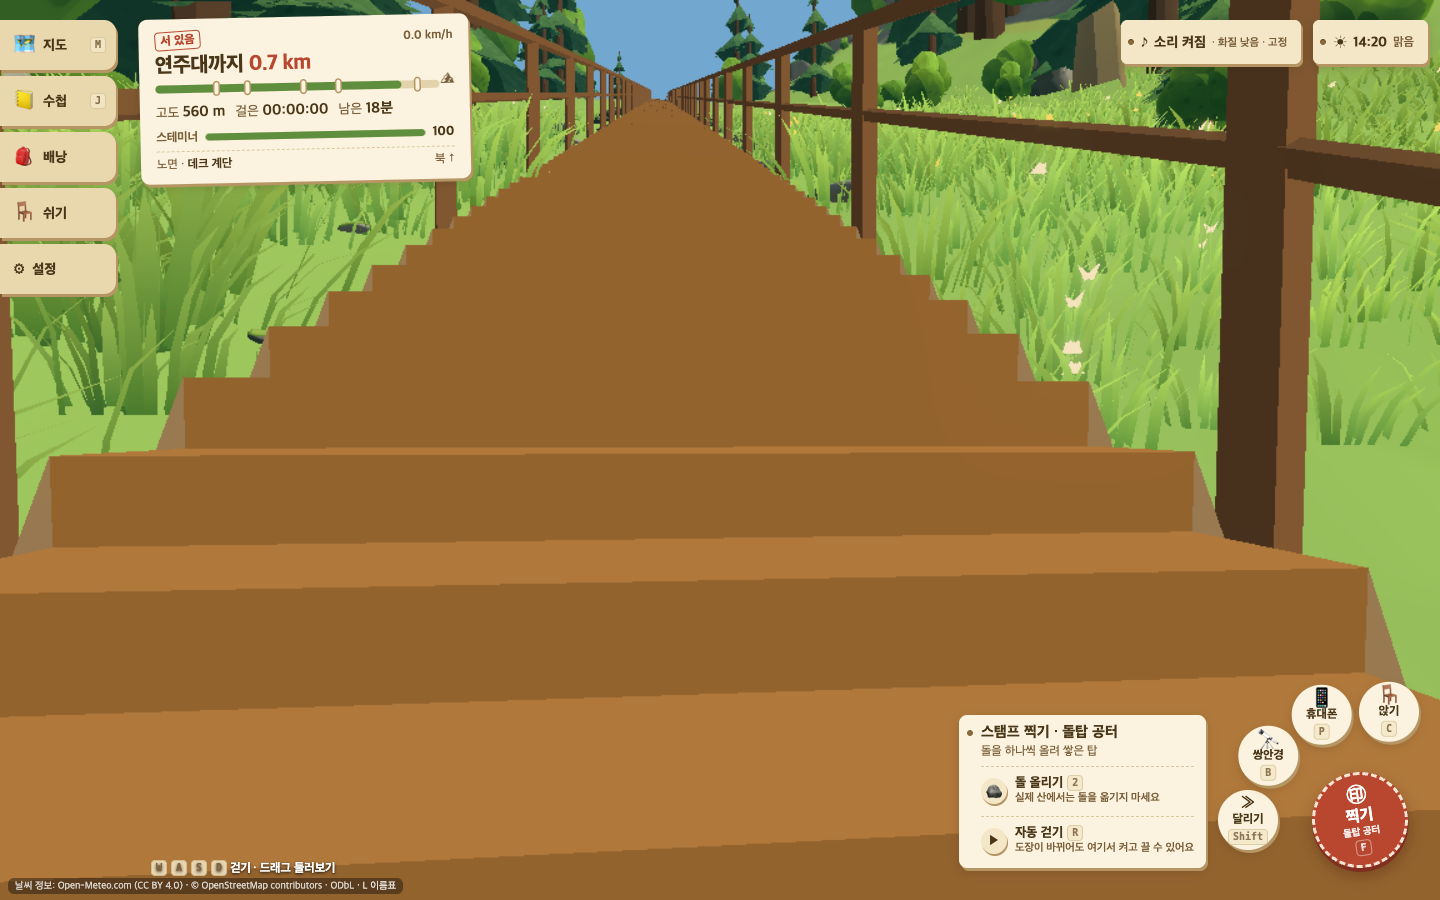 지도 M
수첩 J
배낭
쉬기
설정
서 있음
0.0 km/h
연주대까지 0.7 km
고도 560 m 걸은 00:00:00 남은 18분
스테미너 100
노면 · 데크 계단
북 ↑
♪ 소리 켜짐 · 화질 낮음 · 고정
14:20 맑음
스탬프 찍기 · 돌탑 공터
돌을 하나씩 올려 쌓은 탑
돌 올리기 2
실제 산에서는 돌을 옮기지 마세요
자동 걷기 R
도장이 바뀌어도 여기서 켜고 끌 수 있어요
휴대폰
P
앉기
C
쌍안경
B
달리기
Shift
印
찍기
돌탑 공터
F
W A S D 걷기 · 드래그 둘러보기
날씨 정보: Open-Meteo.com (CC BY 4.0) · © OpenStreetMap contributors · ODbL · L 이름표